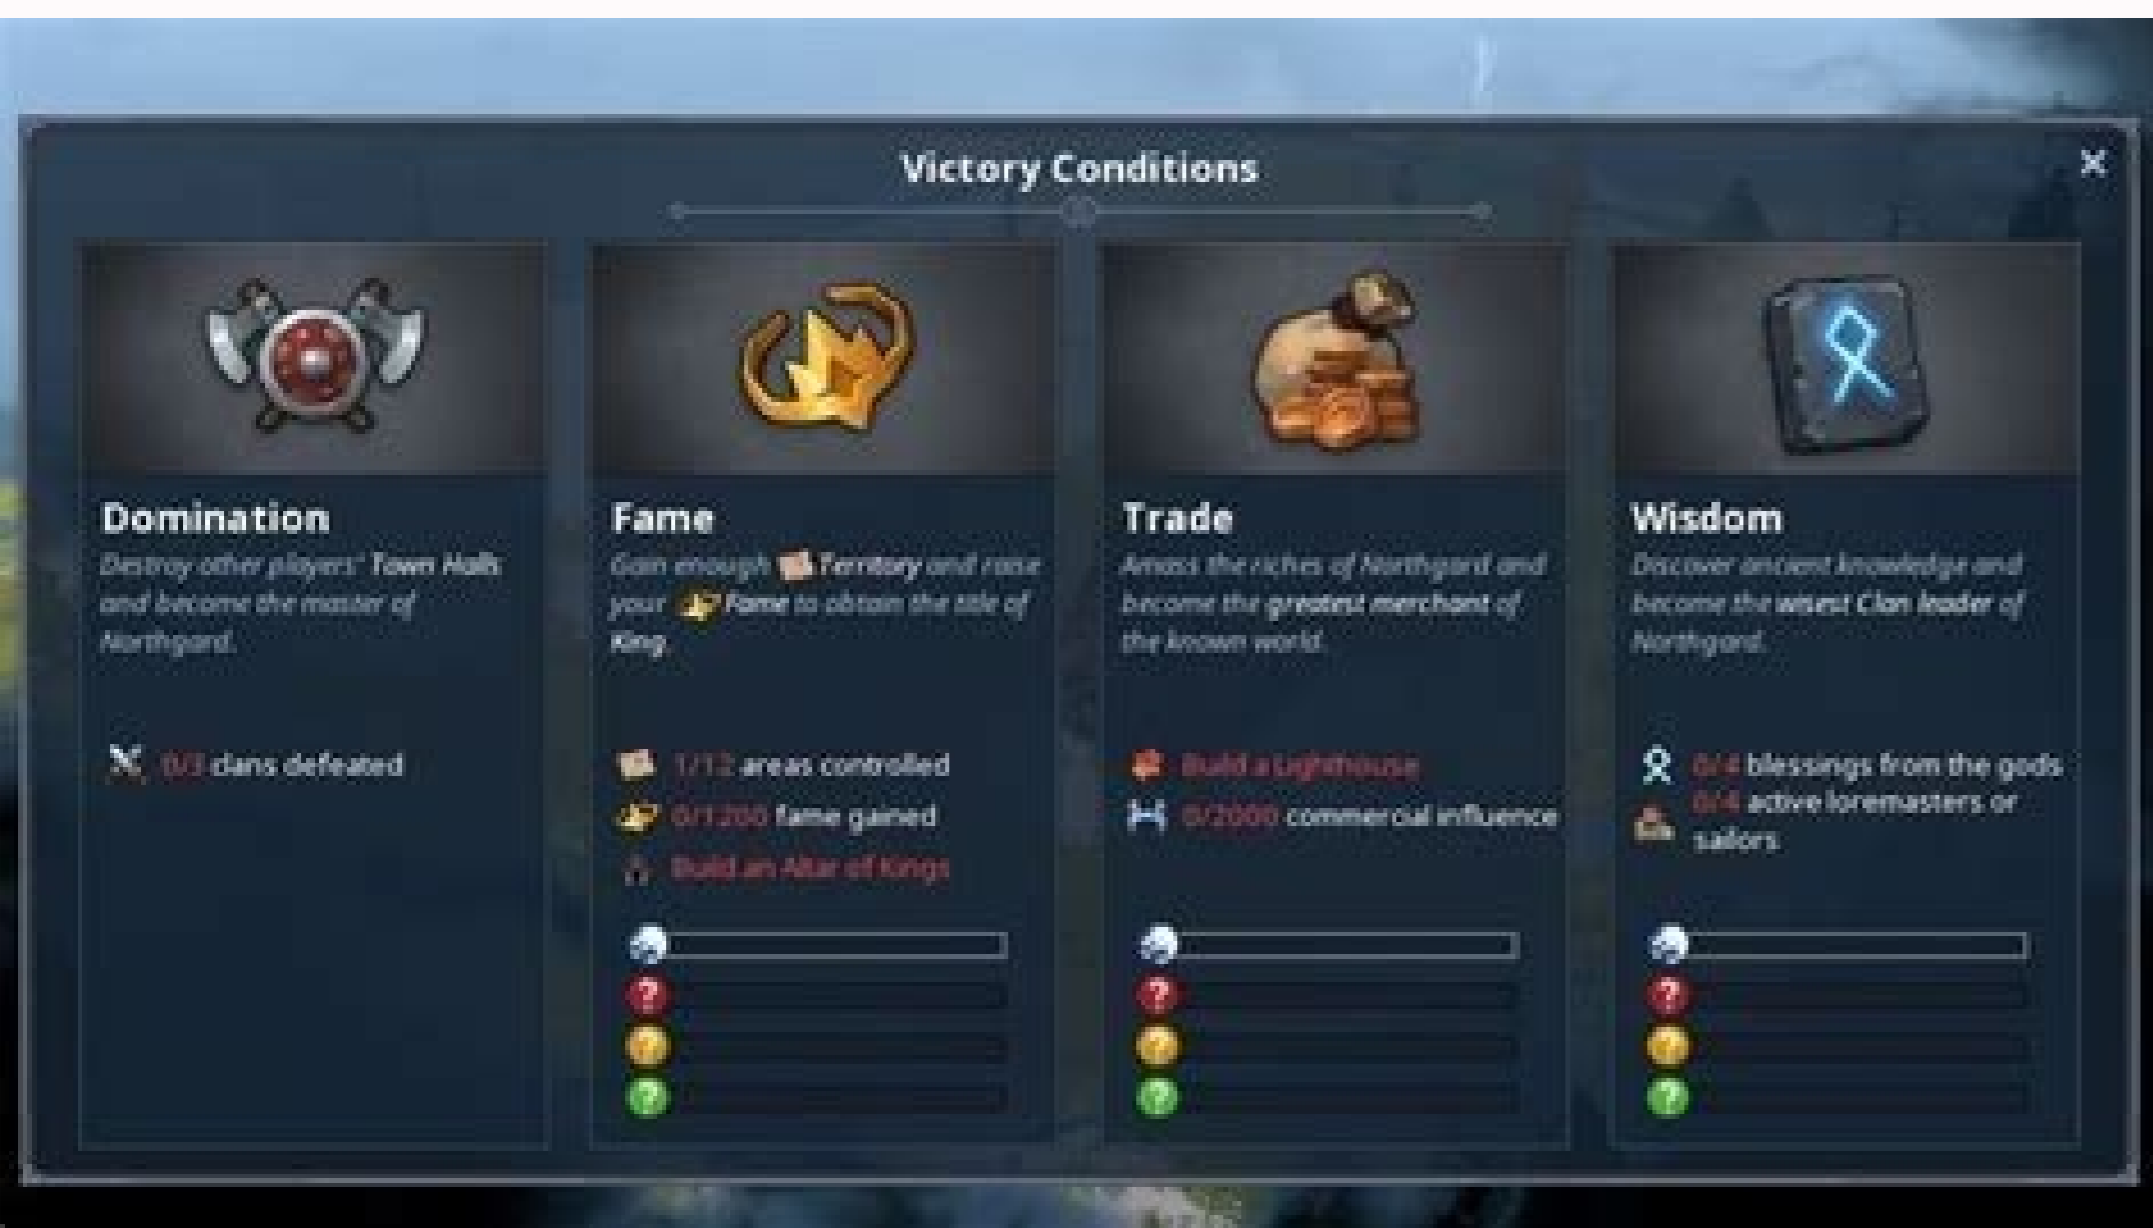 Victory Conditions
Domination
Destroy other players' Town Halls
and become the master of
Northgard.
0/3 clans defeated
Fame
Gain enough Territory and raise
your Fame to obtain the title of
King.
1/12 areas controlled
0/1200 fame gained
Build an Altar of Kings
?
?
?
Trade
Amass the riches of Northgard and
become the greatest merchant of
the known world.
Build a Lighthouse
0/2000 commercial influence
?
?
?
Wisdom
Discover ancient knowledge and
become the wisest Clan leader of
Northgard.
0/4 blessings from the gods
0/4 active loremasters or
sailors
?
?
?